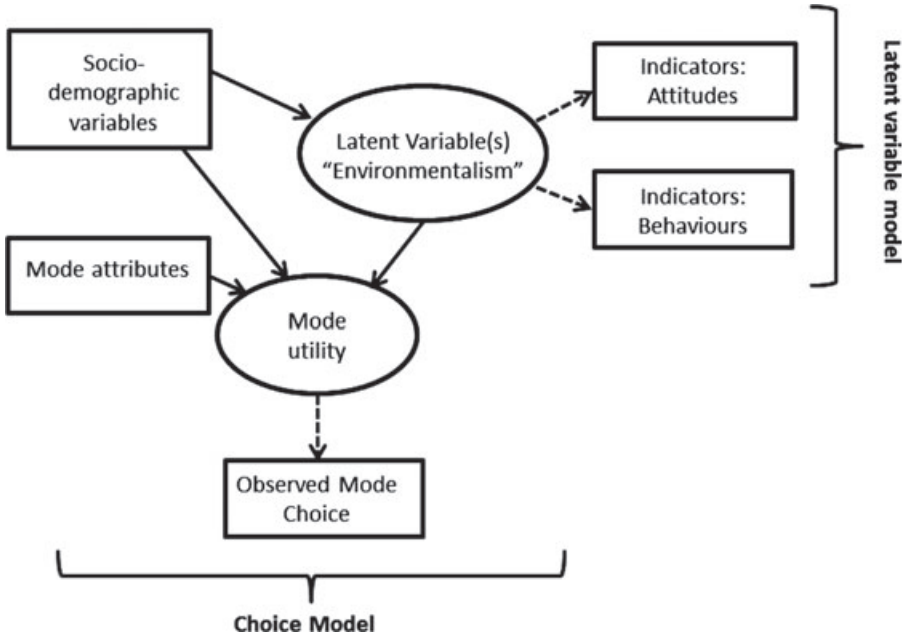 Socio-
demographic
variables
Latent Variable(s)
“Environmentalism”
Indicators:
Attitudes
Indicators:
Behaviours
Latent variable model
Mode attributes
Mode
utility
Observed Mode
Choice
Choice Model